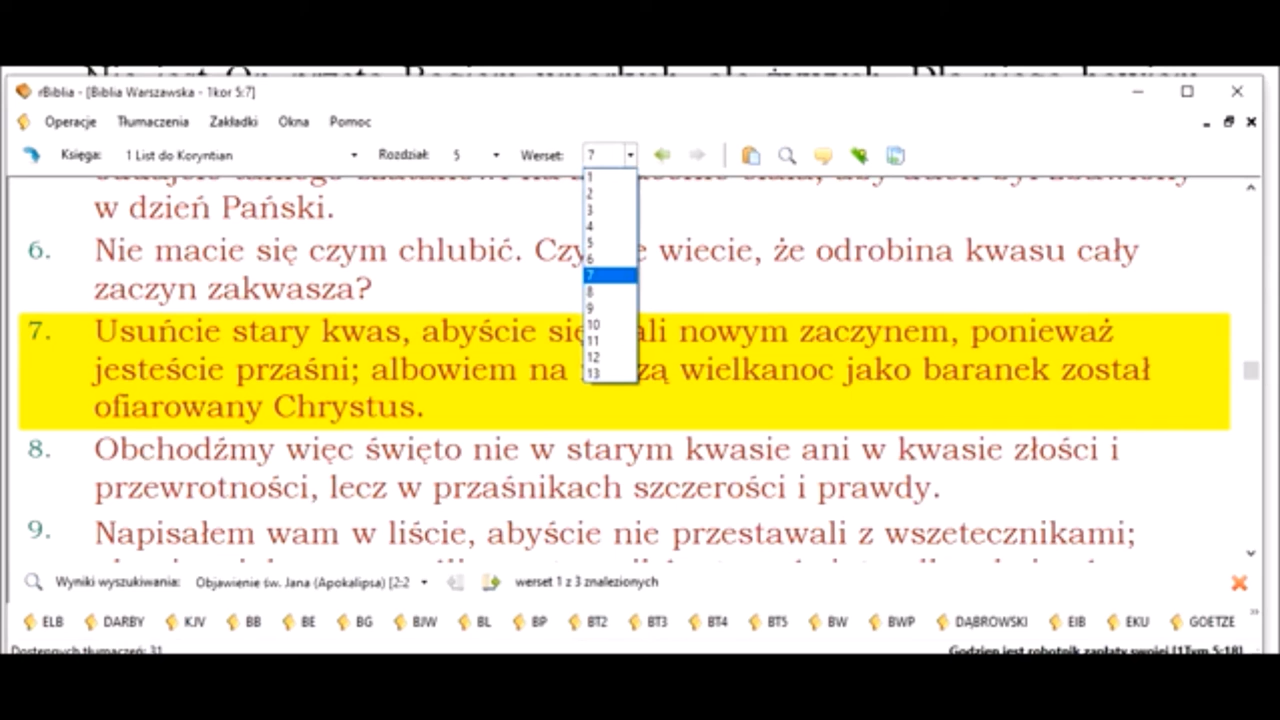 rBiblia - [Biblia Warszawska - 1kor 5:7]
Operacje Tłumaczenia Zakładki Okna Pomoc
Księga: 1 List do Koryntian Rozdział: 5 Werset: 7
1
2
3
4
5
6
7
8
9
10
11
12
13
w dzień Pański.
6. Nie macie się czym chlubić. wiecie, że odrobina kwasu cały
zaczyn zakwasza?
7. Usuńcie stary kwas, abyście się nowym zaczynem, ponieważ
jesteście przaśni; albowiem na wielkanoc jako baranek został
ofiarowany Chrystus.
8. Obchodźmy więc święto nie w starym kwasie ani w kwasie złości i
przewrotności, lecz w przaśnikach szczerości i prawdy.
9. Napisałem wam w liście, abyście nie przestawali z wszetecznikami;
Wyniki wyszukiwania: Objawienie św. Jana (Apokalipsa) [2:2 werset 1 z 3 znalezionych
ELB DARBY KJV BB BE BG BJW BL BP BT2 BT3 BT4 BT5 BW BWP DĄBROWSKI EIB EKU GOETZE
Dostępnych tłumaczeń: 31 Godzien jest robotnik zapłaty swojej [1Tym 5:18]